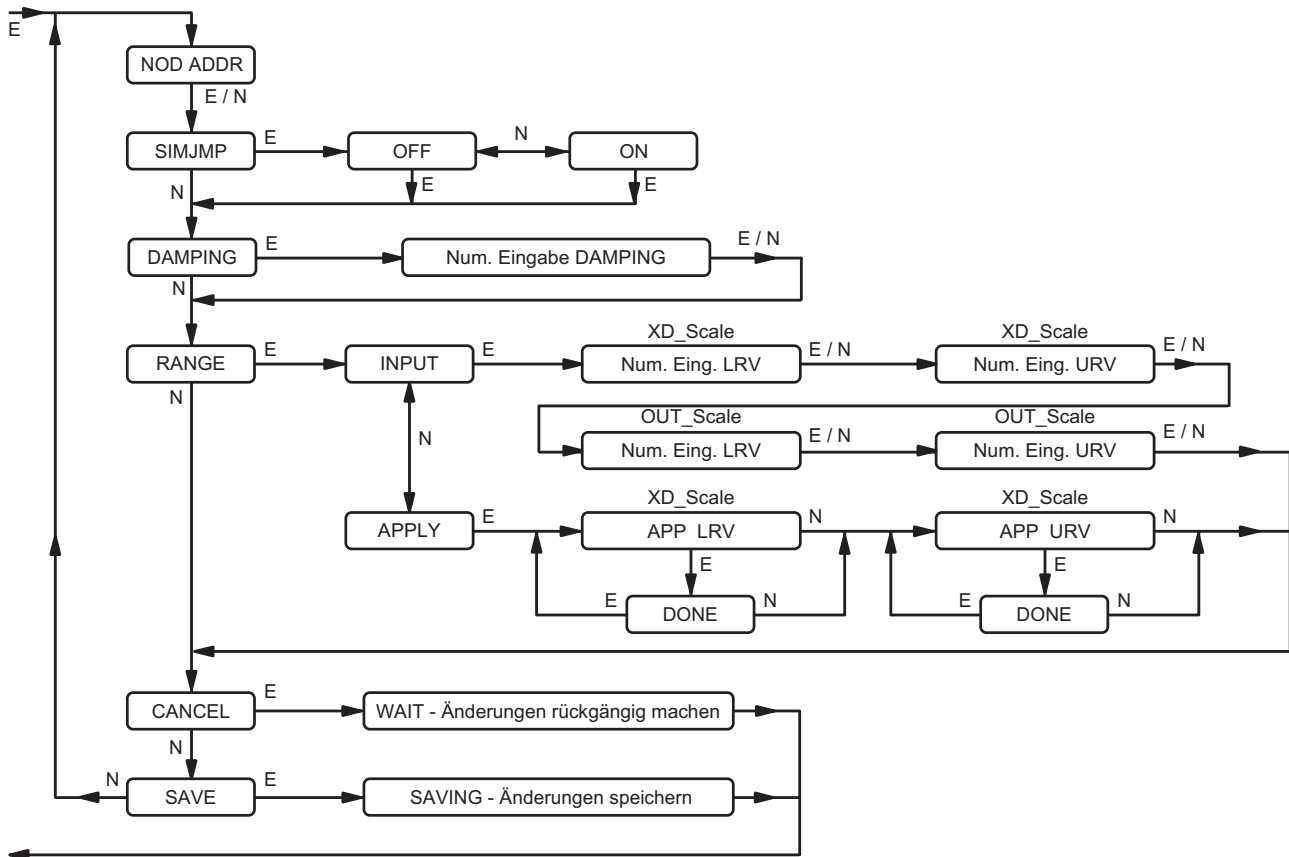 E
NOD ADDR
E / N
SIMJMP E OFF N ON
N E E
DAMPING E Num. Eingabe DAMPING E / N
N
XD_Scale XD_Scale
RANGE E INPUT E Num. Eing. LRV E / N Num. Eing. URV E / N
N
OUT_Scale OUT_Scale
N Num. Eing. LRV E / N Num. Eing. URV E / N
XD_Scale XD_Scale
APPLY E APP LRV N APP URV N
E E
E DONE N E DONE N
CANCEL E WAIT - Änderungen rückgängig machen
N
N SAVE E SAVING - Änderungen speichern